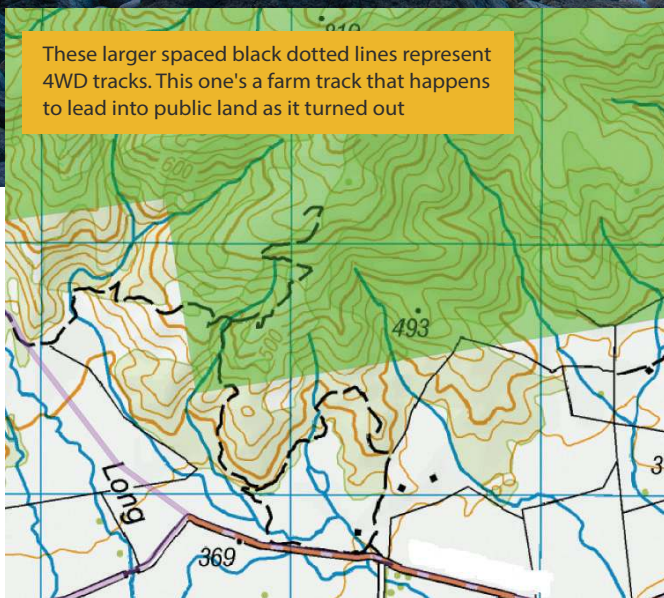 These larger spaced black dotted lines represent
4WD tracks. This one's a farm track that happens
to lead into public land as it turned out
600
500
493
Long
369